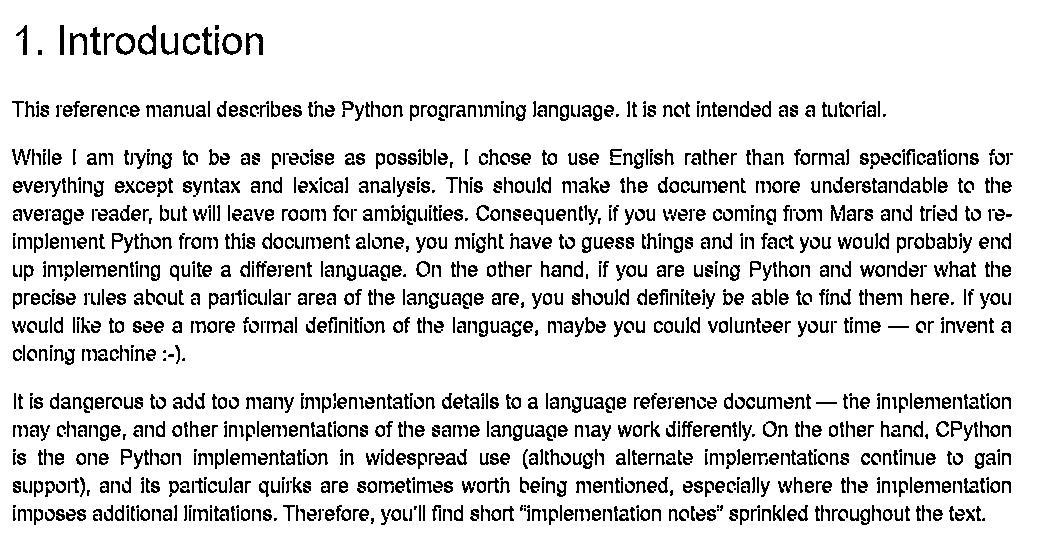 1. Introduction
This reference manual describes the Python programming language. It is not intended as a tutorial.
While I am trying to be as precise as possible, I chose to use English rather than formal specifications for
everything except syntax and lexical analysis. This should make the document more understandable to the
average reader, but will leave room for ambiguities. Consequently, if you were coming from Mars and tried to re-
implement Python from this document alone, you might have to guess things and in fact you would probably end
up implementing quite a different language. On the other hand, if you are using Python and wonder what the
precise rules about a particular area of the language are, you should definitely be able to find them here. If you
would like to see a more formal definition of the language, maybe you could volunteer your time — or invent a
cloning machine :-).
It is dangerous to add too many implementation details to a language reference document — the implementation
may change, and other implementations of the same language may work differently. On the other hand, CPython
is the one Python implementation in widespread use (although alternate implementations continue to gain
support), and its particular quirks are sometimes worth being mentioned, especially where the implementation
imposes additional limitations. Therefore, you’ll find short “implementation notes” sprinkled throughout the text.